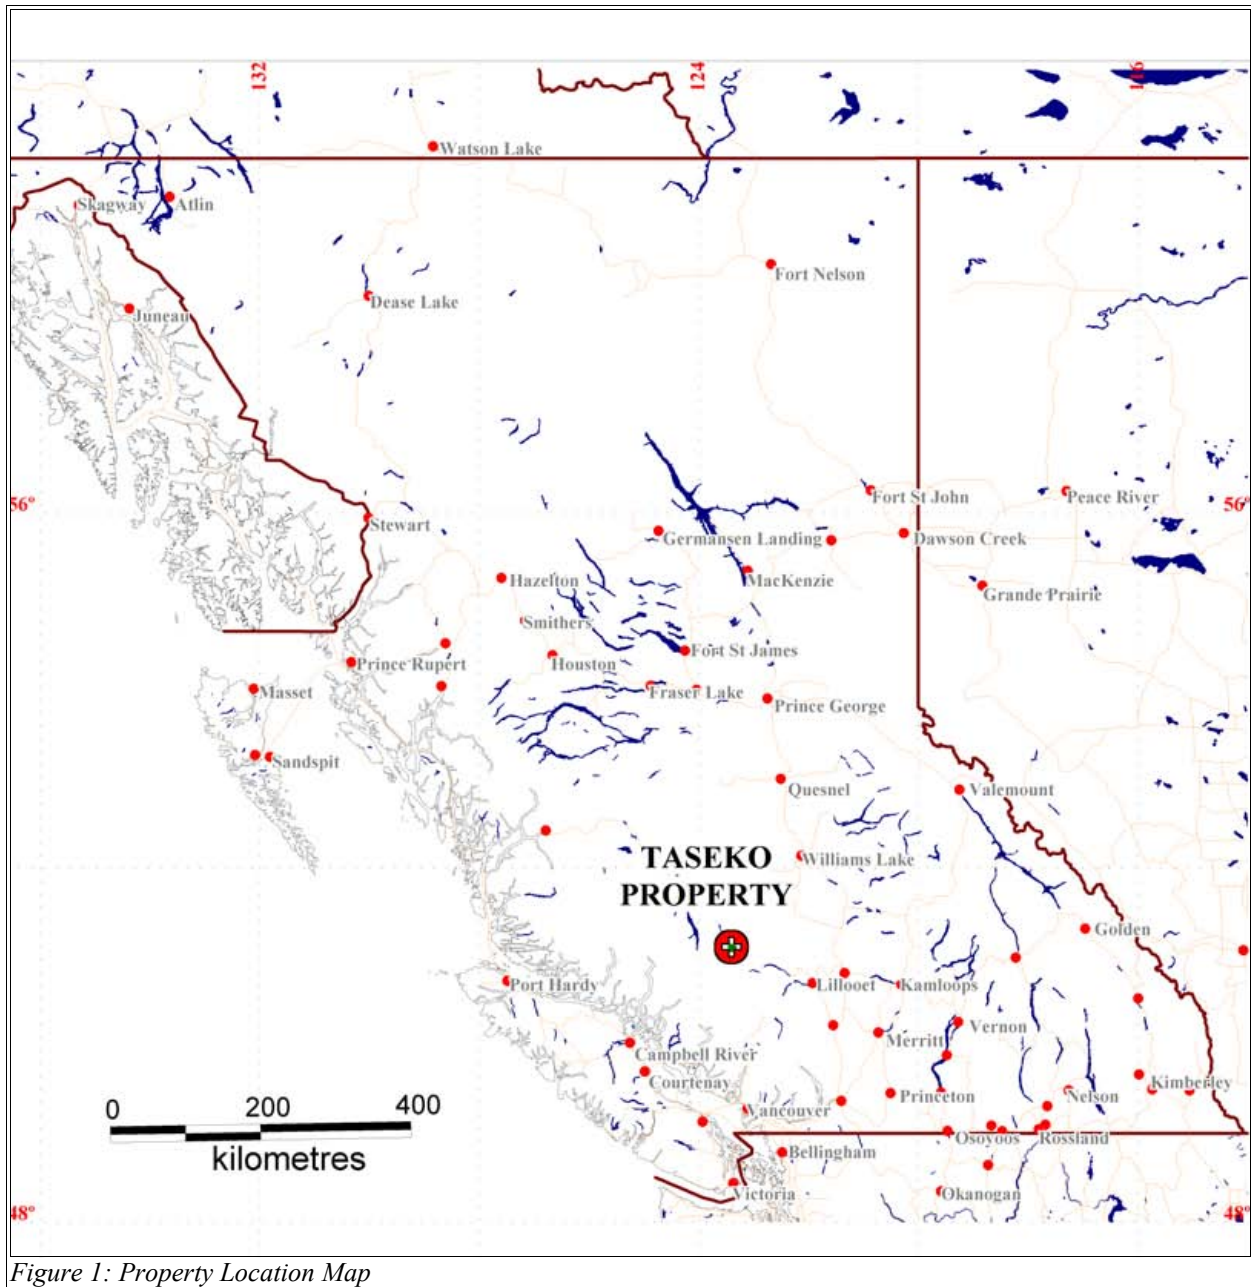 132
124
116
Watson Lake
Skagway
Atlin
Fort Nelson
Dease Lake
Juneau
56°
Fort St John
Peace River
56°
Stewart
Germansen Landing
Dawson Creek
Hazelton
MacKenzie
Grande Prairie
Smithers
Houston
Fort St James
Prince Rupert
Masset
Fraser Lake
Prince George
Sandspit
Quesnel
Valemount
TASEKO
PROPERTY
Williams Lake
Golden
Port Hardy
Lillooet
Kamloops
Vernon
Merritt
Campbell River
Courtenay
Kimberley
Princeton
Nelson
0 200 400
kilometres
Vancouver
Osoyoos
Rossland
Bellingham
Victoria
Okanogan
48°
48°
Figure 1: Property Location Map